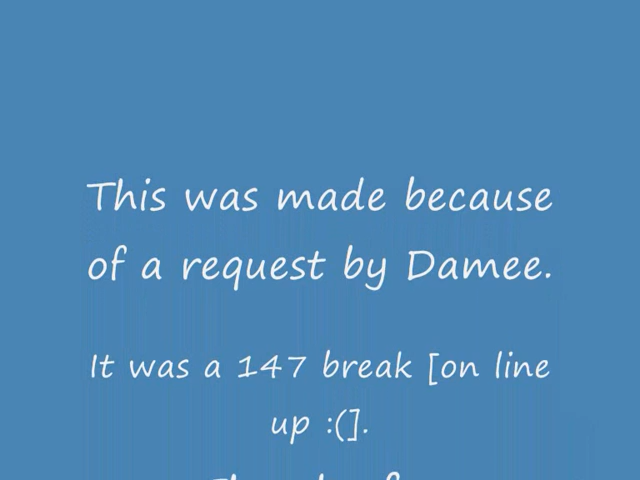 This was made because
of a request by Damee.
It was a 147 break [on line
up :(].